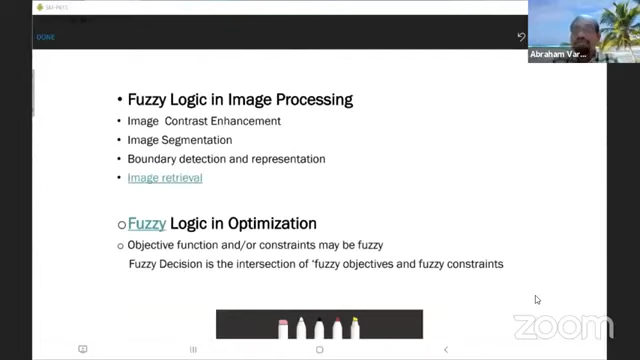 DONE
Abraham Var...
• Fuzzy Logic in Image Processing
• Image Contrast Enhancement
• Image Segmentation
• Boundary detection and representation
• Image retrieval
o Fuzzy Logic in Optimization
o Objective function and/or constraints may be fuzzy
Fuzzy Decision is the intersection of ‘fuzzy objectives and fuzzy constraints
zoom